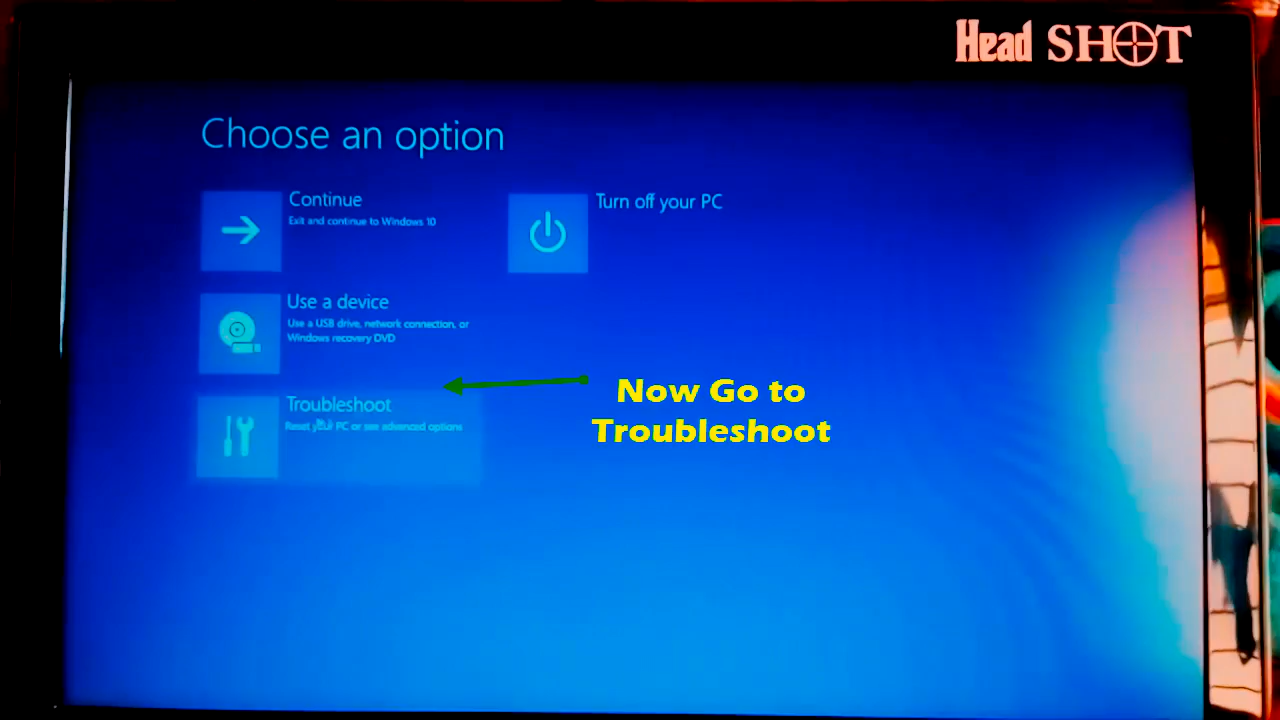 Head SHOT
Choose an option
Continue
Exit and continue to Windows 10
Turn off your PC
Use a device
Use a USB drive, network connection, or
Windows recovery DVD
Troubleshoot
Reset your PC or see advanced options
Now Go to
Troubleshoot